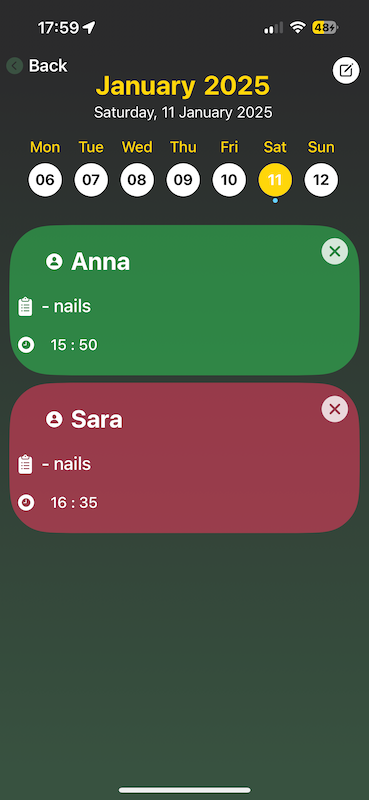 17:59
48
Back
January 2025
Saturday, 11 January 2025
Mon Tue Wed Thu Fri Sat Sun
06 07 08 09 10 11 12
Anna
- nails
15 : 50
Sara
- nails
16 : 35